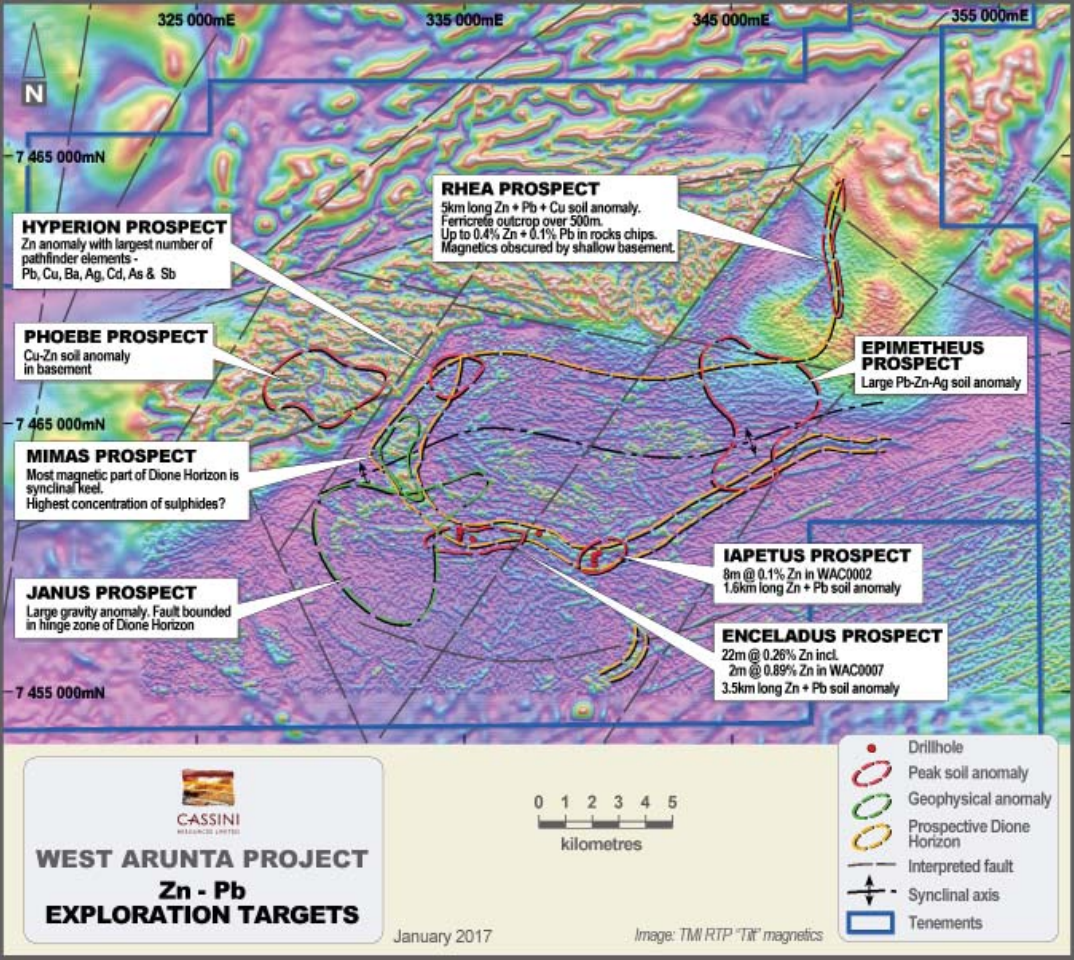 325 000mE
335 000mE
345 000mE
355 000mE
N
7 465 000mN
RHEA PROSPECT
5km long Zn + Pb + Cu soil anomaly.
Ferricrete outcrop over 500m.
Up to 0.4% Zn + 0.1% Pb in rocks chips.
Magnetics obscured by shallow basement.
HYPERION PROSPECT
Zn anomaly with largest number of
pathfinder elements -
Pb, Cu, Ba, Ag, Cd, As & Sb
PHOEBE PROSPECT
Cu-Zn soil anomaly
in basement
EPIMETHEUS
PROSPECT
Large Pb-Zn-Ag soil anomaly
7 465 000mN
MIMAS PROSPECT
Most magnetic part of Dione Horizon is
synclinal keel.
Highest concentration of sulphides?
IAPETUS PROSPECT
8m @ 0.1% Zn in WAC0002
1.6km long Zn + Pb soil anomaly
JANUS PROSPECT
Large gravity anomaly. Fault bounded
in hinge zone of Dione Horizon
ENCELADUS PROSPECT
22m @ 0.26% Zn incl.
2m @ 0.89% Zn in WAC0007
3.5km long Zn + Pb soil anomaly
7 455 000mN
CASSINI
RESOURCES LIMITED
WEST ARUNTA PROJECT
Zn - Pb
EXPLORATION TARGETS
January 2017
0 1 2 3 4 5
kilometres
Image: TMI RTP "Tilt" magnetics
Drillhole
Peak soil anomaly
Geophysical anomaly
Prospective Dione
Horizon
Interpreted fault
Synclinal axis
Tenements